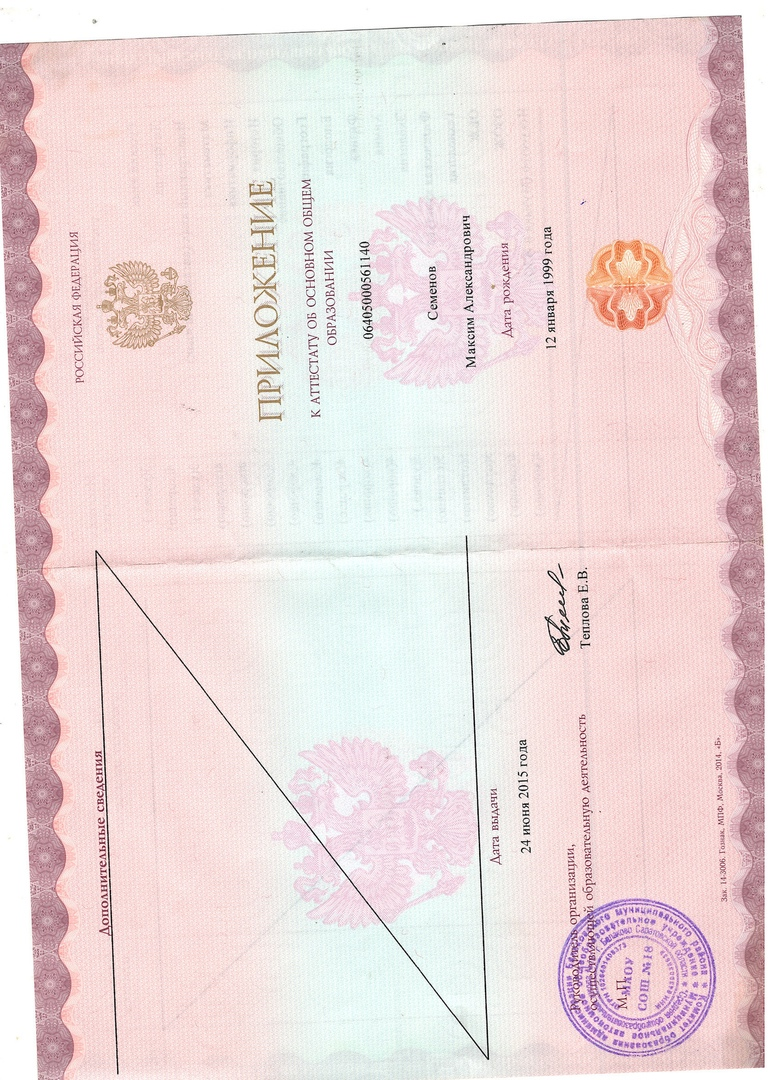 Дополнительные сведения
Дата выдачи
24 июня 2015 года
Руководитель организации,
осуществляющей образовательную деятельность
Теплова Е.В.
М.П.
МАОУ
СОШ №18
Зак. 14-3006. Гознак, МПФ, Москва, 2014, «Б».
РОССИЙСКАЯ ФЕДЕРАЦИЯ
ПРИЛОЖЕНИЕ
К АТТЕСТАТУ ОБ ОСНОВНОМ ОБЩЕМ
ОБРАЗОВАНИИ
06405000561140
Семенов
Максим Александрович
Дата рождения
12 января 1999 года